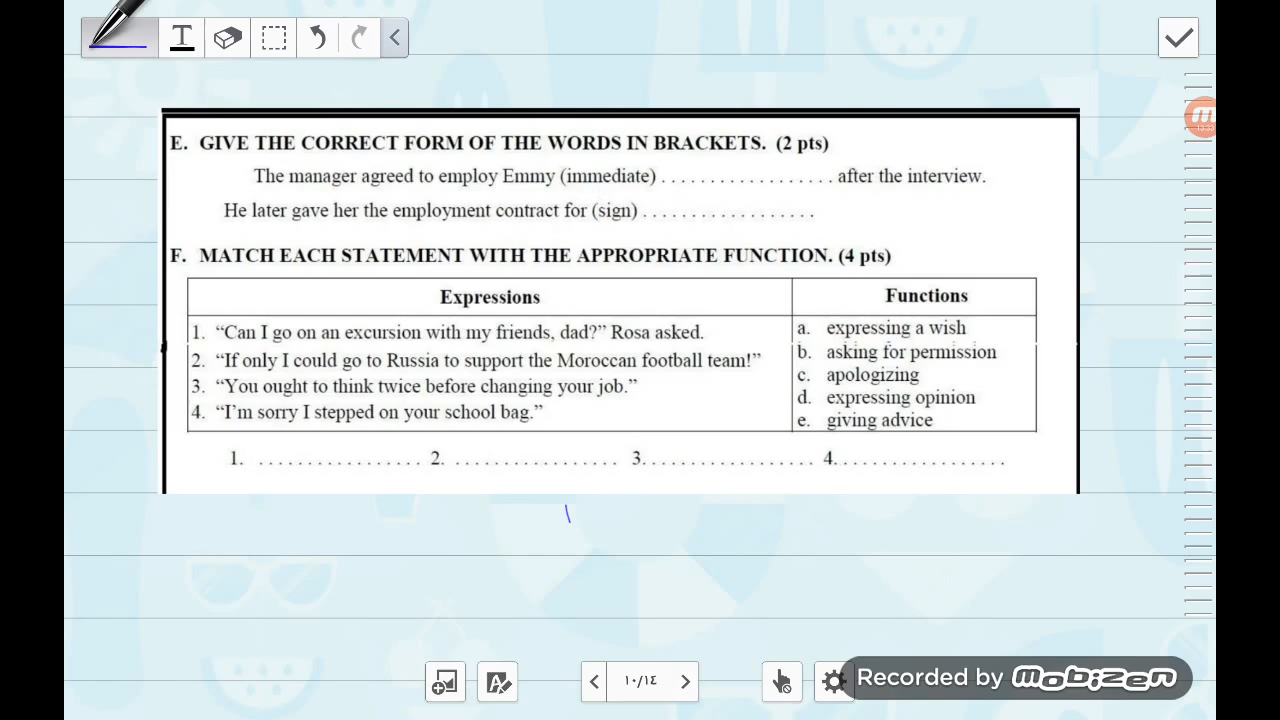 T
E. GIVE THE CORRECT FORM OF THE WORDS IN BRACKETS. (2 pts)
The manager agreed to employ Emmy (immediate) . . . . . . . . . . . . . . . . . . after the interview.
He later gave her the employment contract for (sign) . . . . . . . . . . . . . . . . . .
F. MATCH EACH STATEMENT WITH THE APPROPRIATE FUNCTION. (4 pts)
Expressions
1. “Can I go on an excursion with my friends, dad?” Rosa asked.
2. “If only I could go to Russia to support the Moroccan football team!”
3. “You ought to think twice before changing your job.”
4. “I’m sorry I stepped on your school bag.”
Functions
a. expressing a wish
b. asking for permission
c. apologizing
d. expressing opinion
e. giving advice
1. . . . . . . . . . . . . . . . . . 2. . . . . . . . . . . . . . . . . . 3. . . . . . . . . . . . . . . . . . 4. . . . . . . . . . . . . . . . . .
١٠/١٤
Recorded by mobizen